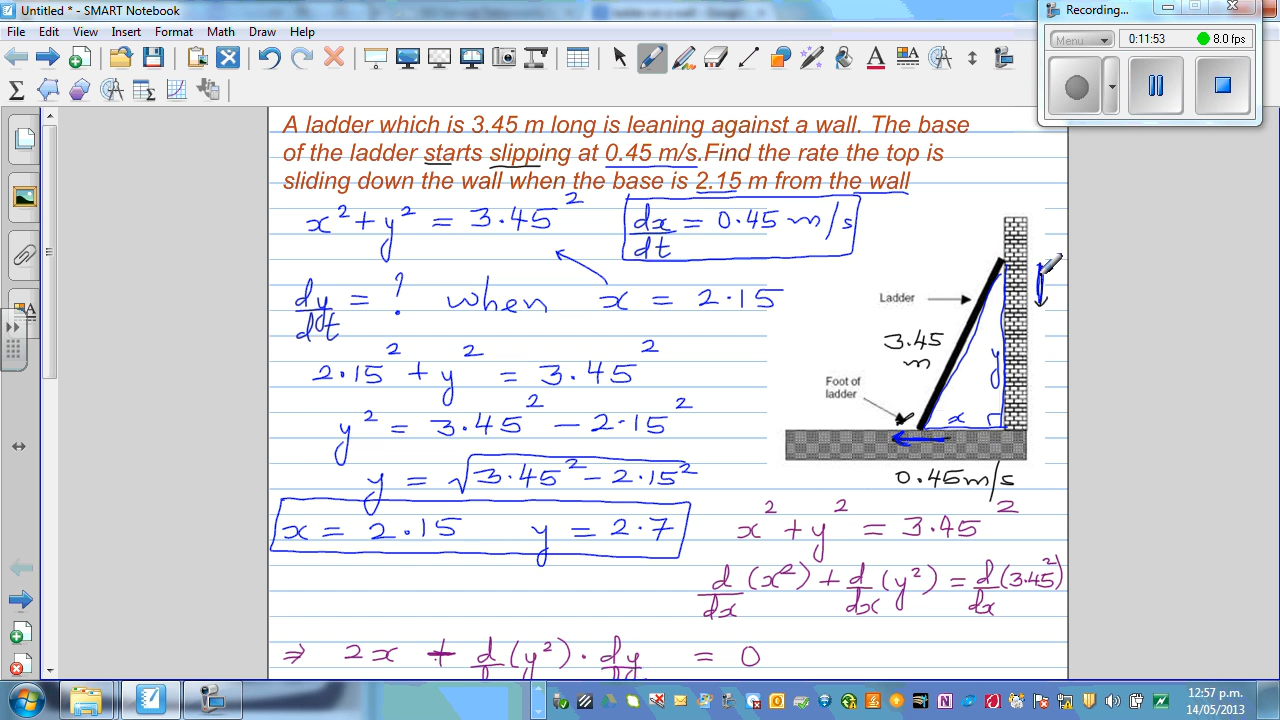 Untitled * - SMART Notebook
Recording...
File Edit View Insert Format Math Draw Help
Menu
0:11:53
8.0 fps
A ladder which is 3.45 m long is leaning against a wall. The base
of the ladder starts slipping at 0.45 m/s.Find the rate the top is
sliding down the wall when the base is 2.15 m from the wall
x² + y² = 3.45²
dx/dt = 0.45 m/s
dy/dt = ? when x = 2.15
2.15² + y² = 3.45²
y² = 3.45² - 2.15²
y = √3.45² - 2.15²
x = 2.15 y = 2.7
Ladder
3.45
m
y
Foot of
ladder
x
0.45m/s
x² + y² = 3.45²
d/dx (x²) + d/dx (y²) = d/dx (3.45²)
⇒ 2x + d/ (y²) · dy/ = 0
12:57 p.m.
14/05/2013